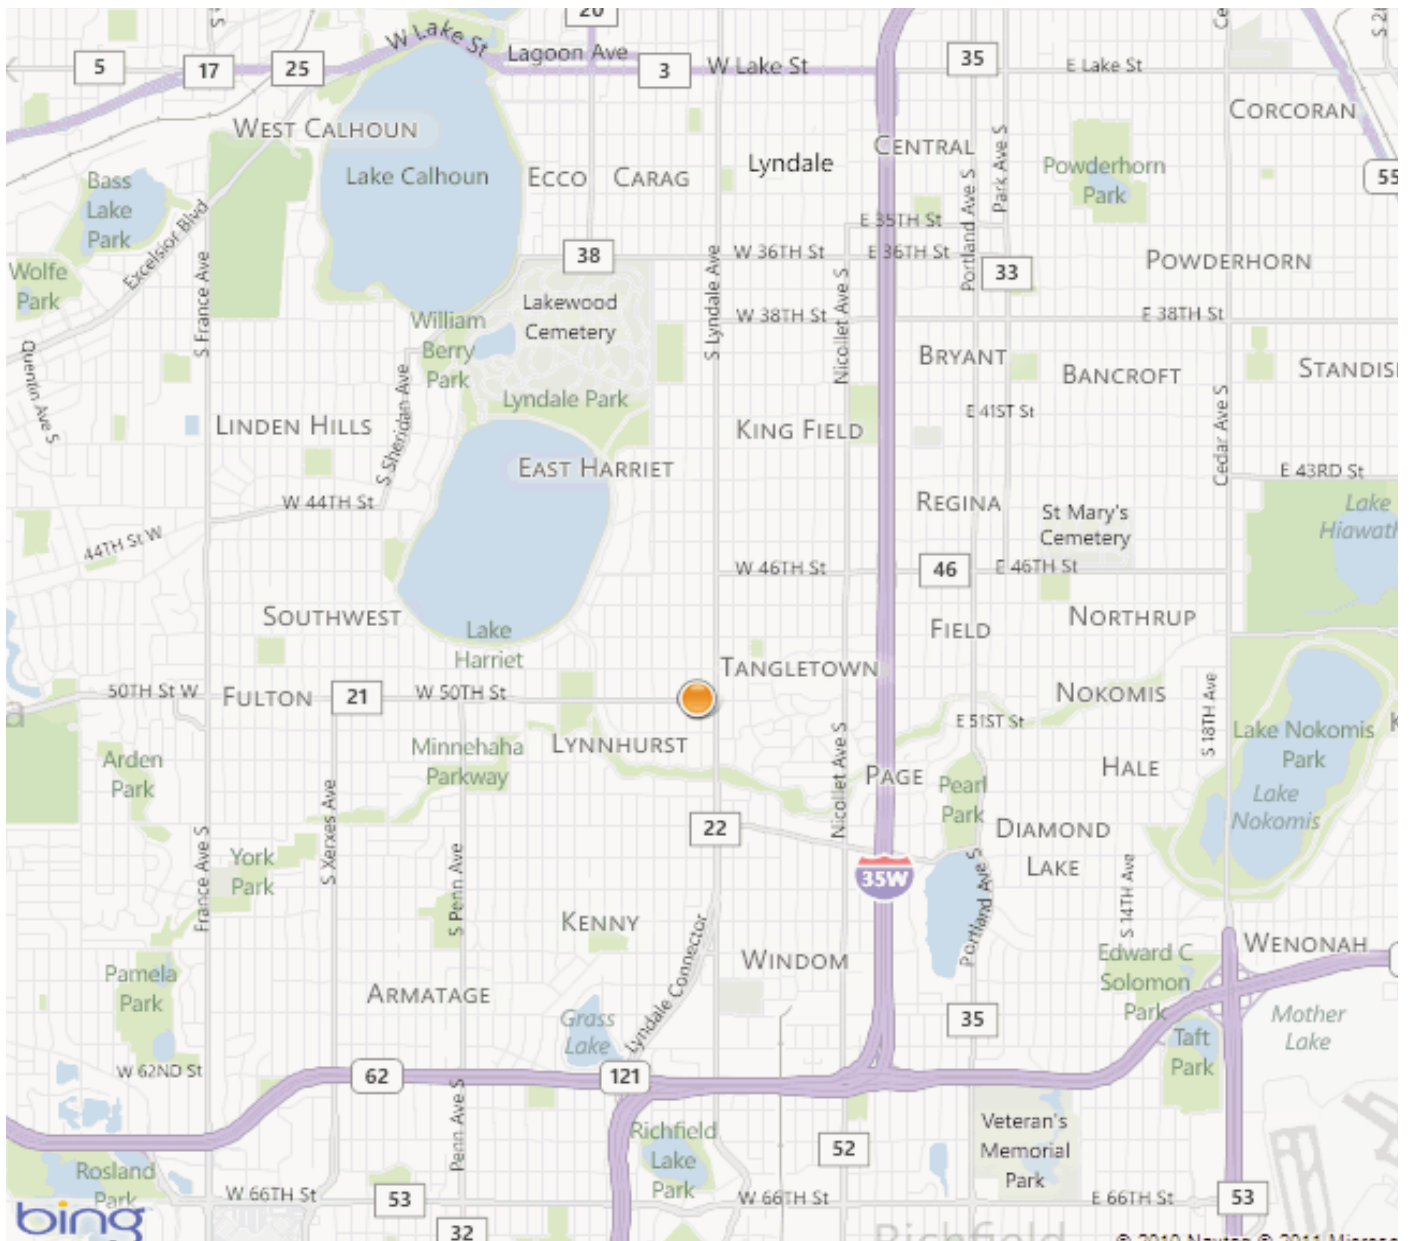 20
W Lake St
Lagoon Ave
5
17
25
3
W Lake St
35
E Lake St
CORCORAN
WEST CALHOUN
CENTRAL
Park Ave S
Lake Calhoun
ECCO
CARAG
Lyndale
Powderhorn
Park
55
Bass
Lake
Park
Portland Ave S
E 35TH St
Excelsior Blvd
38
W 36TH St
E 36TH St
33
POWDERHORN
Wolfe
Park
S France Ave
Lakewood
Cemetery
S Lyndale Ave
Nicollet Ave S
W 38TH St
E 38TH St
William
Berry
Park
BRYANT
BANCROFT
Quentin Ave S
S Sheridan Ave
Lyndale Park
E 41ST St
Cedar Ave S
LINDEN HILLS
KING FIELD
EAST HARRIET
E 43RD St
W 44TH St
REGINA
St Mary's
Cemetery
Lake
44TH St W
W 46TH St
46
E 46TH St
SOUTHWEST
Lake
Harriet
FIELD
NORTHRUP
TANGLETOWN
50TH St W
FULTON
21
W 50TH St
NOKOMIS
E 51ST St
S 18TH Ave
Lake Nokomis
Park
Minnehaha
Parkway
LYNNHURST
Arden
Park
Nicollet Ave S
PAGE
HALE
Pearl
Park
Lake
Nokomis
S Xerxes Ave
22
DIAMOND
LAKE
York
Park
35W
France Ave S
S Penn Ave
Portland Ave S
S 14TH Ave
KENNY
Lyndale Connector
WINDOM
WENONAH
Edward C
Solomon
Park
Pamela
Park
ARMATAGE
Grass
Lake
35
Mother
Lake
Taft
Park
W 62ND St
62
121
Penn Ave S
Richfield
Lake
Park
52
Veteran's
Memorial
Park
Rosland
Park
W 66TH St
53
W 66TH St
E 66TH St
53
bing
32
Richfield